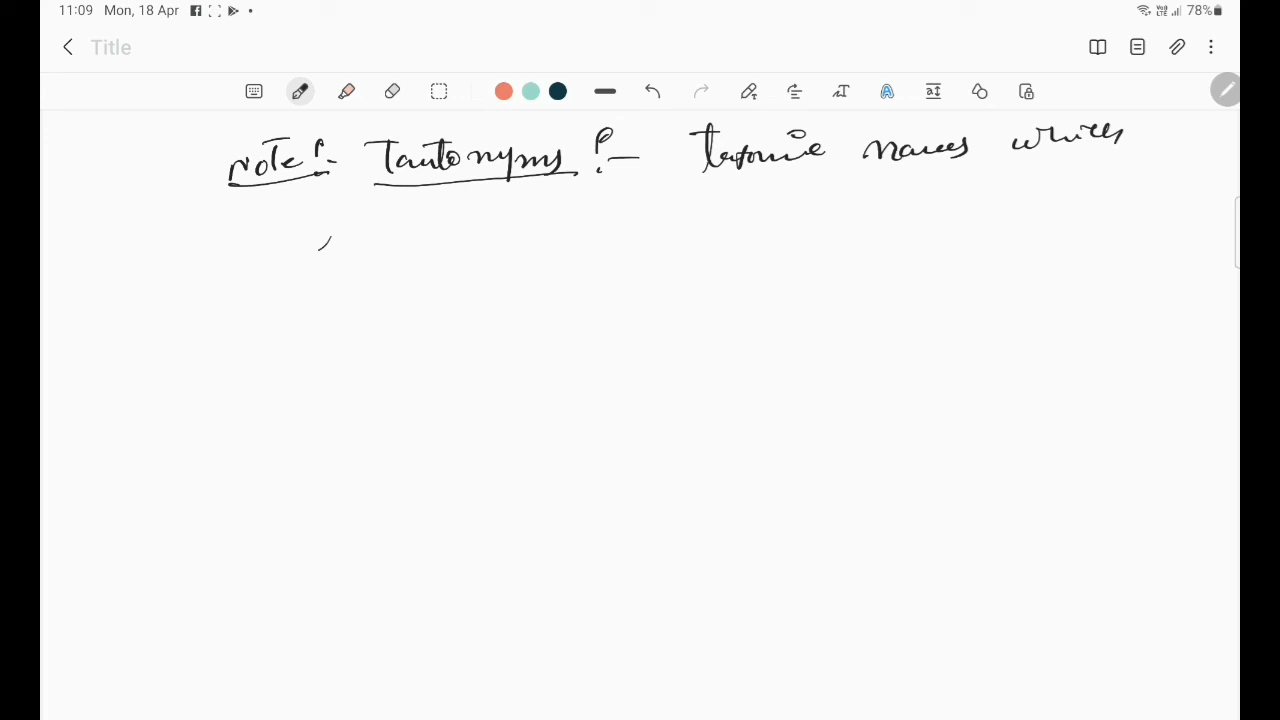 11:09 Mon, 18 Apr 78%
Title
Note:- Tautonyms :- names which